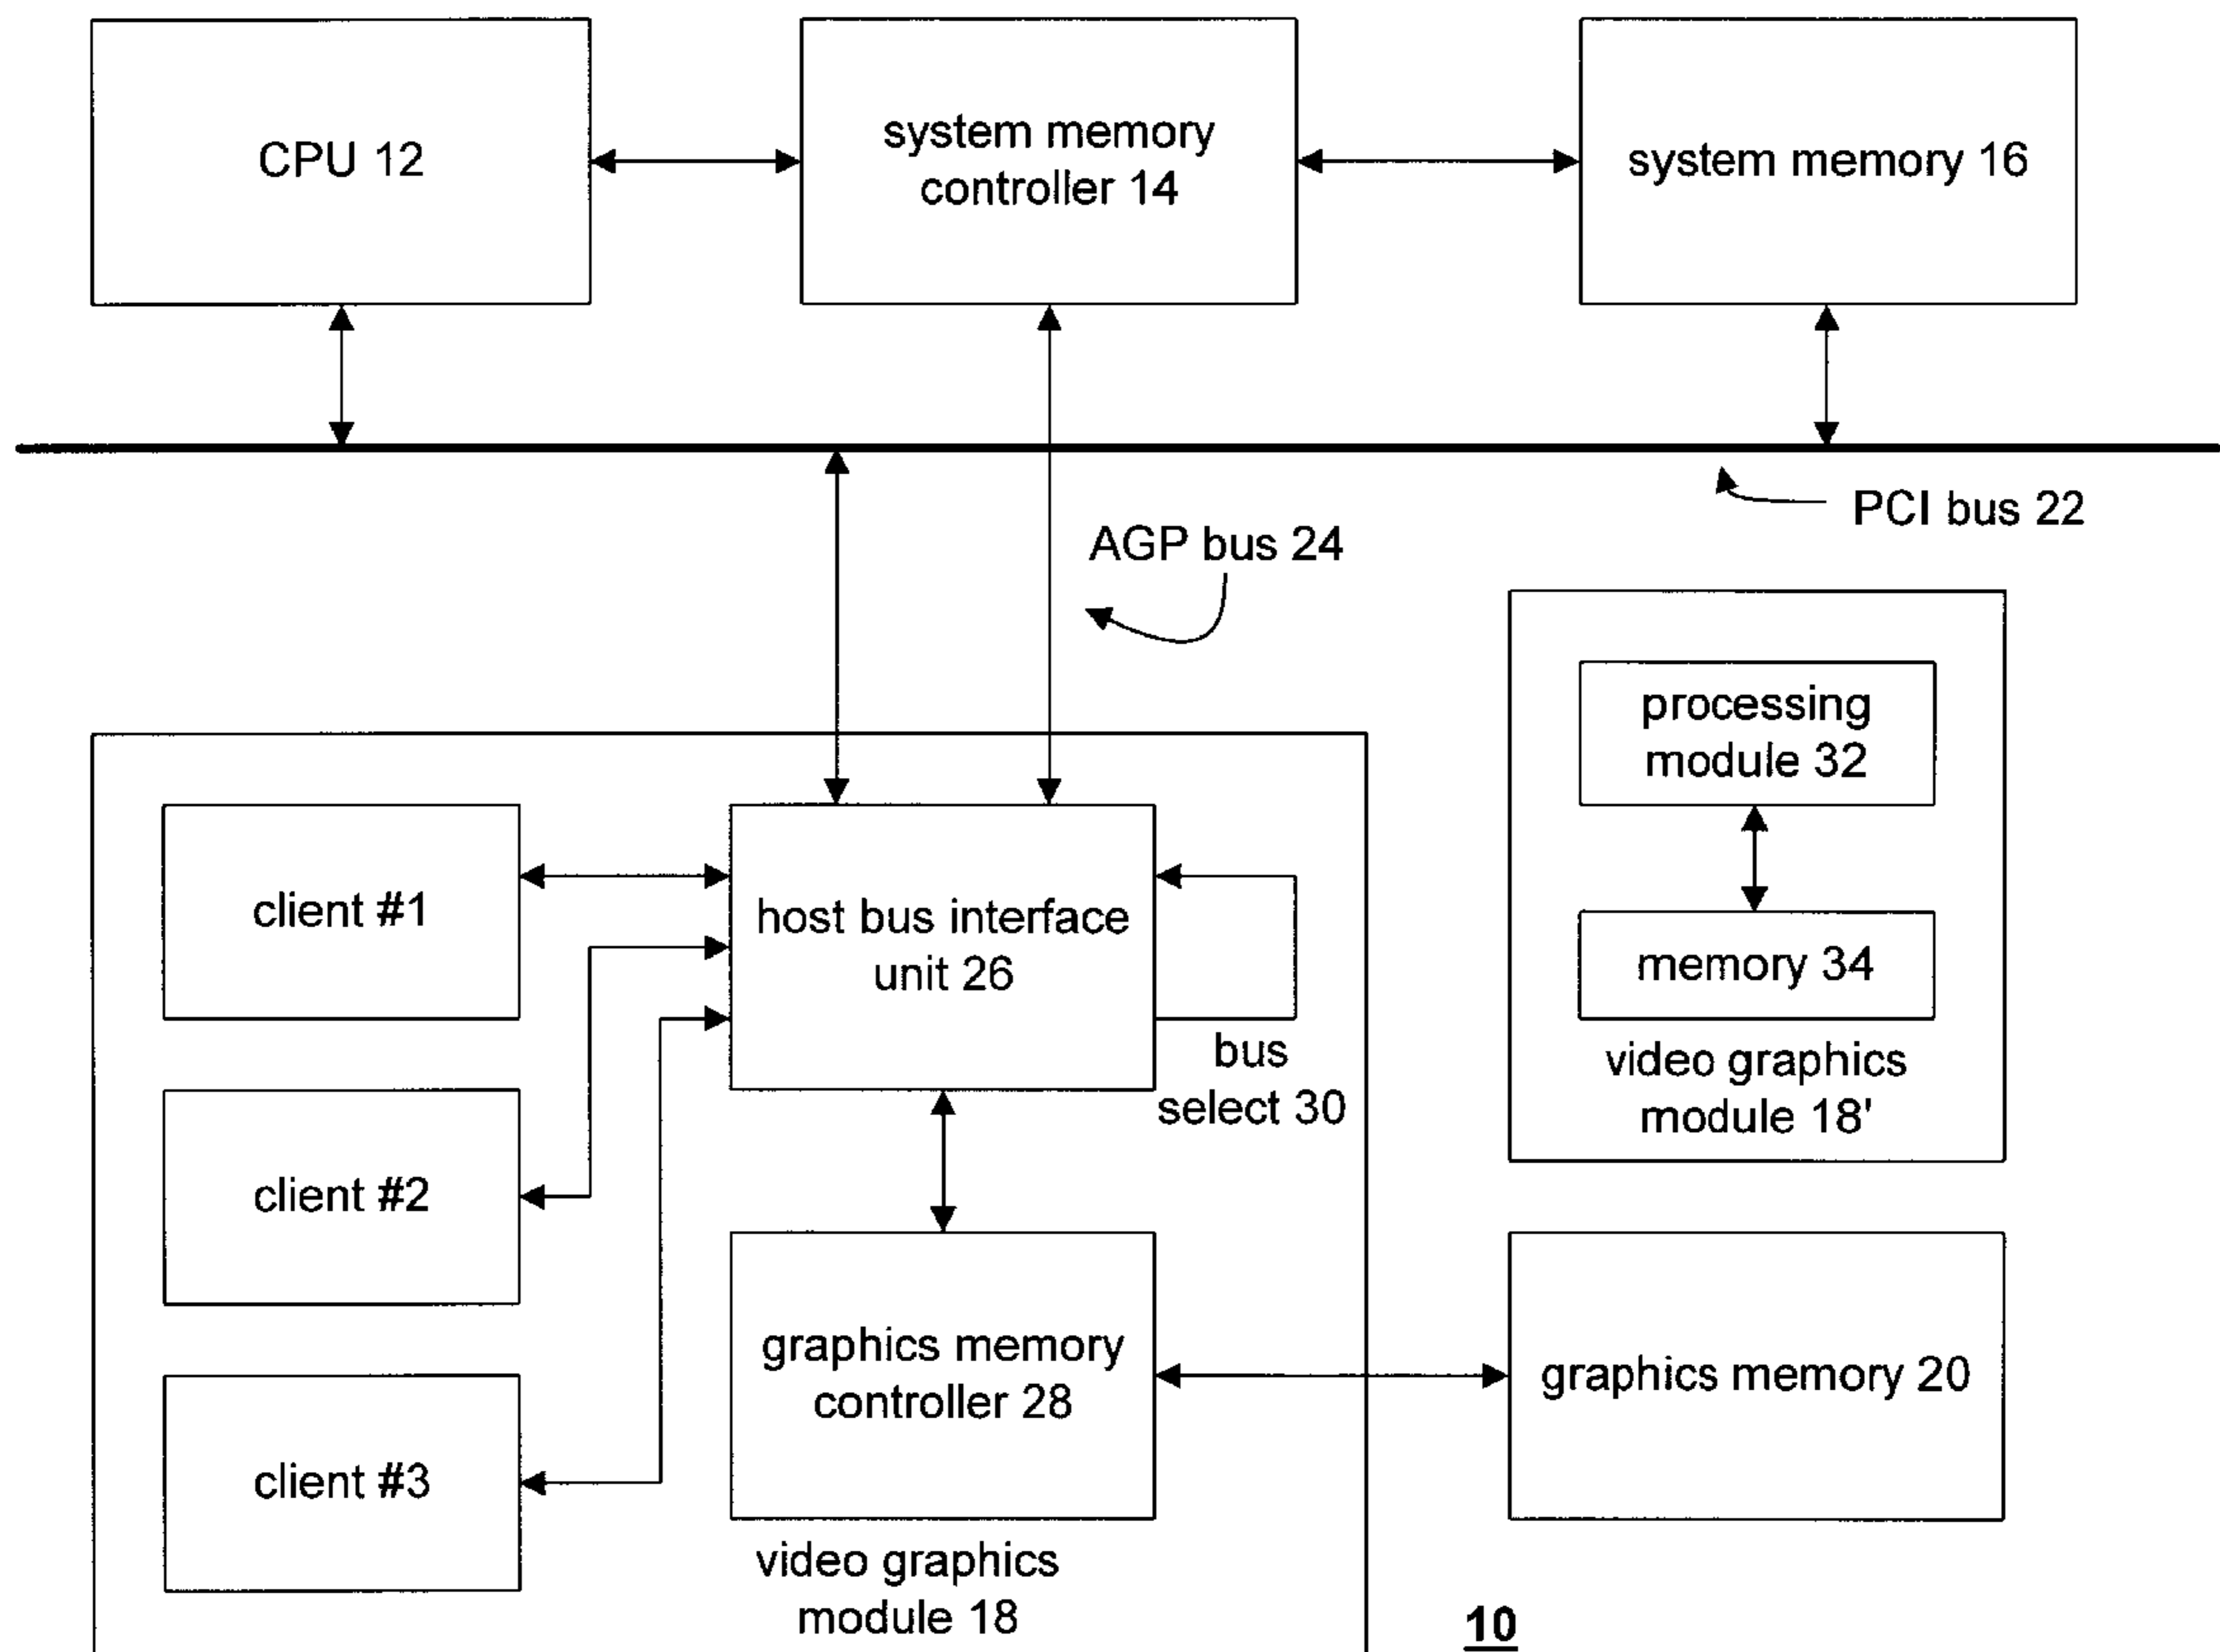 CPU 12
system memory
controller 14
system memory 16
PCI bus 22
AGP bus 24
processing
module 32
memory 34
video graphics
module 18'
client #1
host bus interface
unit 26
bus
select 30
client #2
graphics memory
controller 28
graphics memory 20
client #3
video graphics
module 18
10